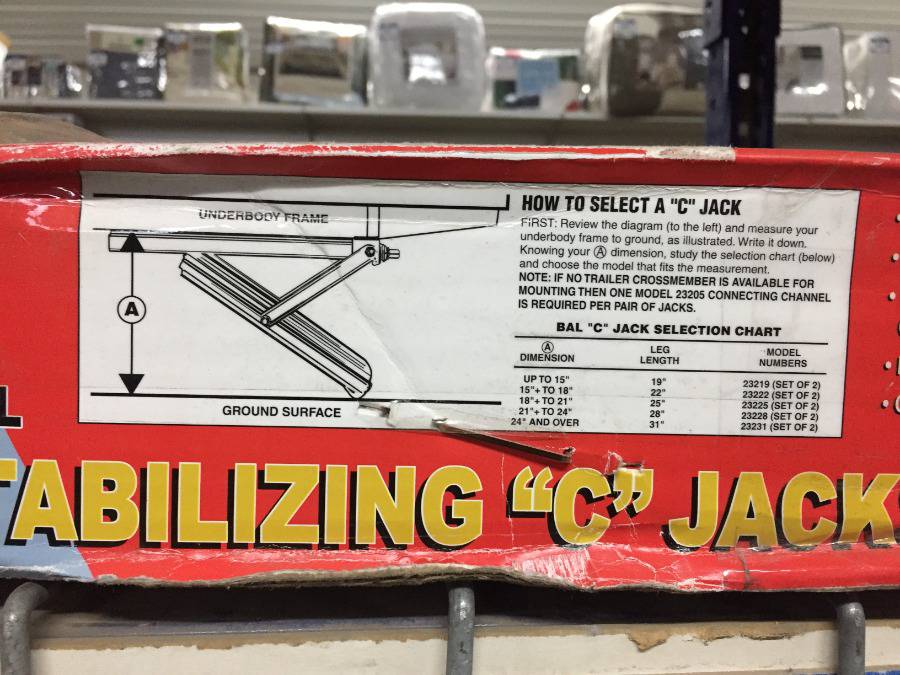 UNDERBODY FRAME
A
GROUND SURFACE
HOW TO SELECT A "C" JACK
FIRST: Review the diagram (to the left) and measure your
underbody frame to ground, as illustrated. Write it down.
Knowing your Ⓐ dimension, study the selection chart (below)
and choose the model that fits the measurement.
NOTE: IF NO TRAILER CROSSMEMBER IS AVAILABLE FOR
MOUNTING THEN ONE MODEL 23205 CONNECTING CHANNEL
IS REQUIRED PER PAIR OF JACKS.
BAL "C" JACK SELECTION CHART
Ⓐ DIMENSION LEG LENGTH MODEL NUMBERS
UP TO 15" 19" 23219 (SET OF 2)
15"+ TO 18" 22" 23222 (SET OF 2)
18"+ TO 21" 25" 23225 (SET OF 2)
21"+ TO 24" 28" 23228 (SET OF 2)
24" AND OVER 31" 23231 (SET OF 2)
TABILIZING "C" JACK